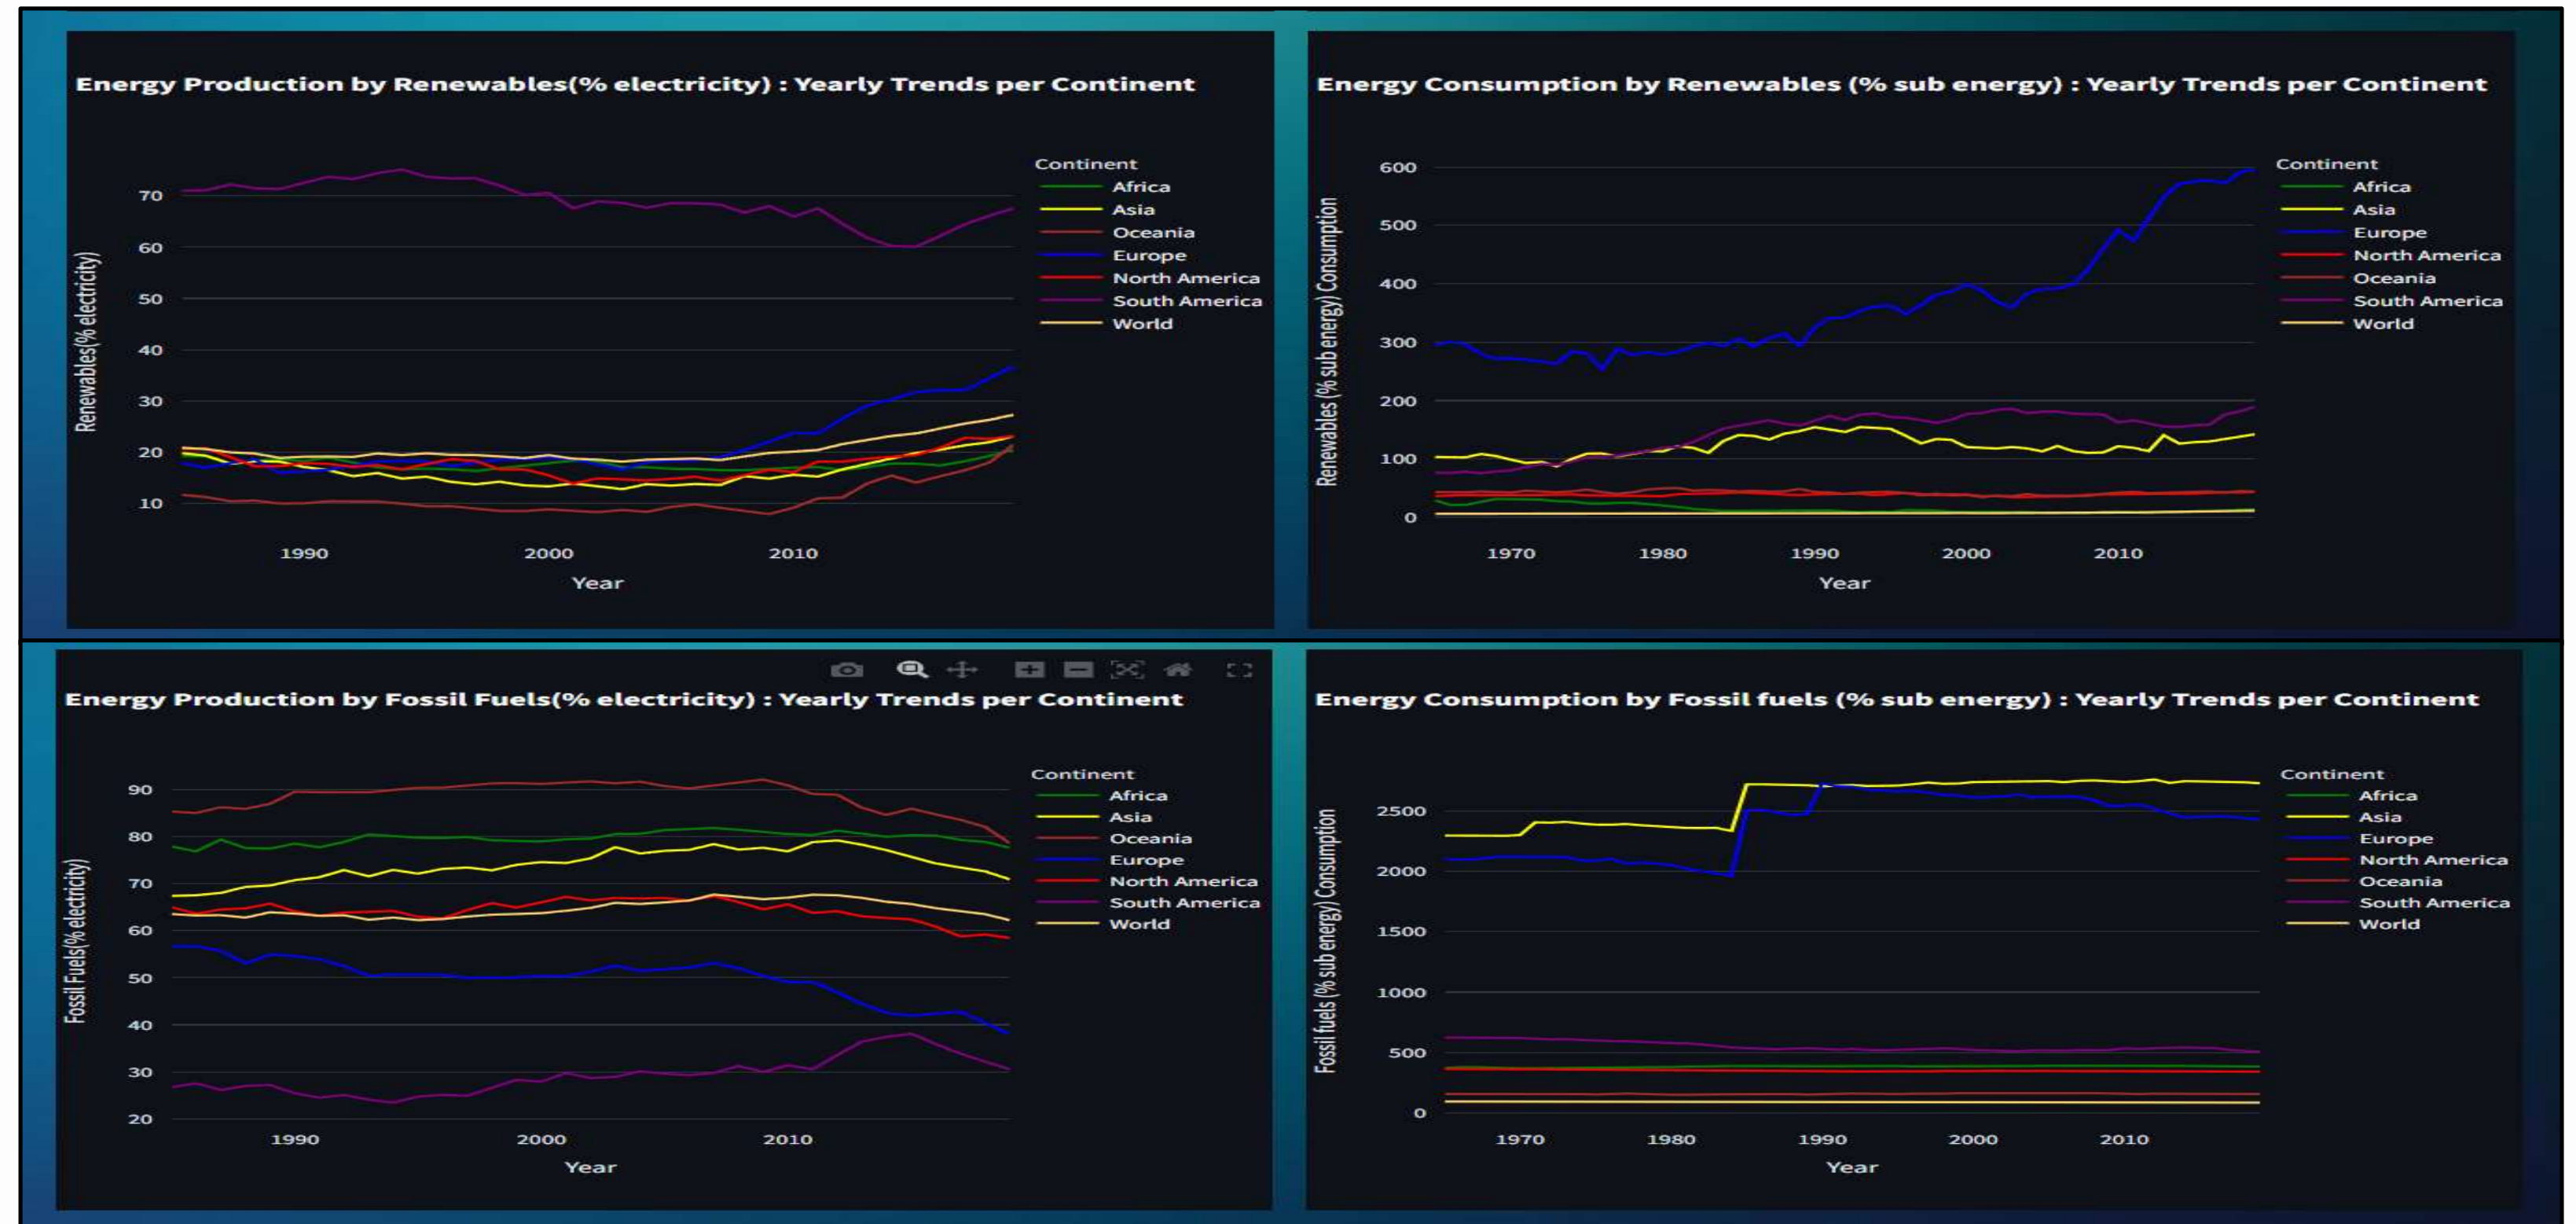 Energy Production by Renewables(% electricity) : Yearly Trends per Continent
Renewables(% electricity)
70
60
50
40
30
20
10
1990
2000
2010
Year
Continent
Africa
Asia
Oceania
Europe
North America
South America
World
Energy Consumption by Renewables (% sub energy) : Yearly Trends per Continent
Renewables (% sub energy) Consumption
600
500
400
300
200
100
0
1970
1980
1990
2000
2010
Year
Continent
Africa
Asia
Europe
North America
Oceania
South America
World
Energy Production by Fossil Fuels(% electricity) : Yearly Trends per Continent
Fossil Fuels(% electricity)
90
80
70
60
50
40
30
20
1990
2000
2010
Year
Continent
Africa
Asia
Oceania
Europe
North America
South America
World
Energy Consumption by Fossil fuels (% sub energy) : Yearly Trends per Continent
Fossil fuels (% sub energy) Consumption
2500
2000
1500
1000
500
0
1970
1980
1990
2000
2010
Year
Continent
Africa
Asia
Europe
North America
Oceania
South America
World